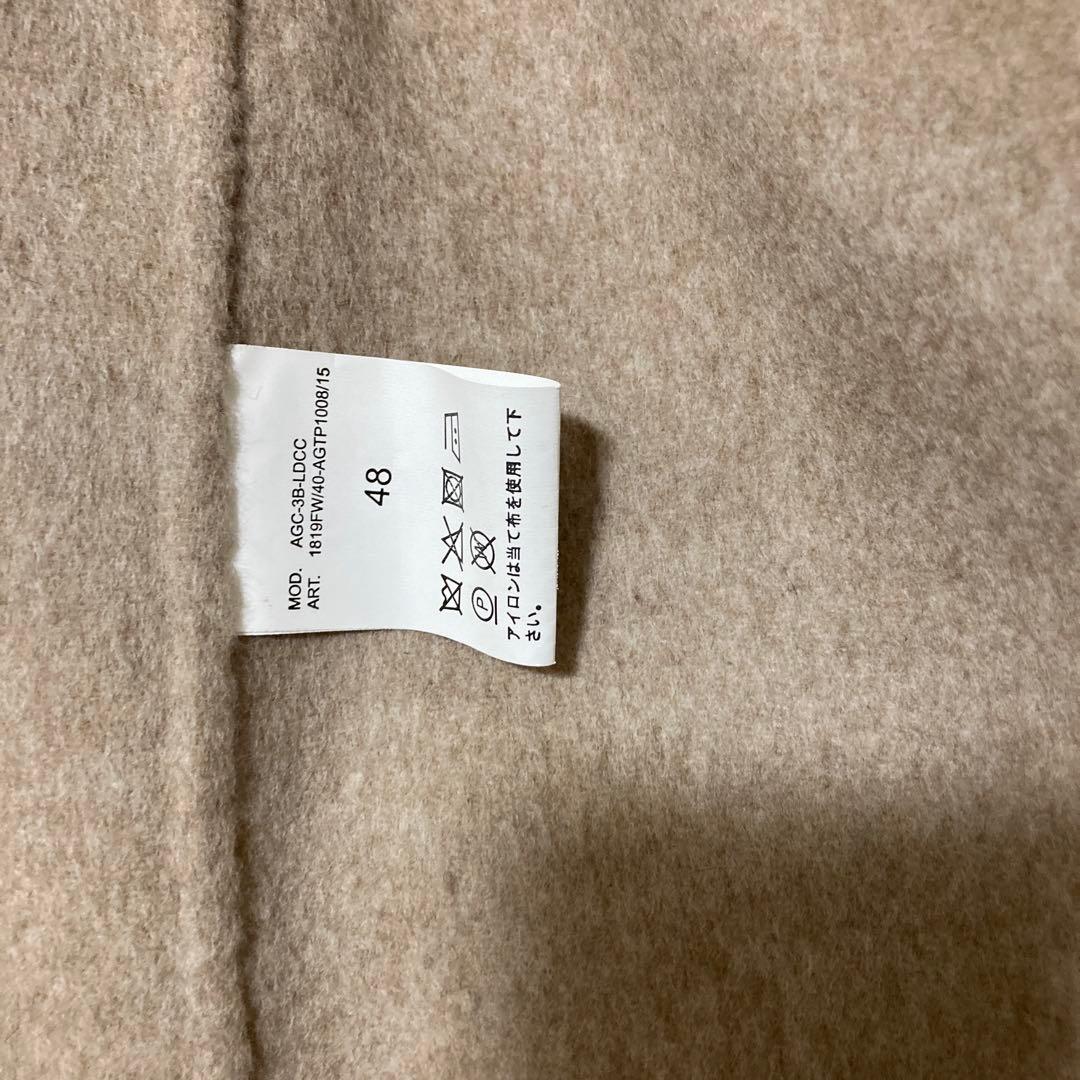 MOD. AGC-3B-LDCC
ART. 1819FW/40-AGTP1008/15
48
P
W
アイロンは当て布を使用して下
さい。